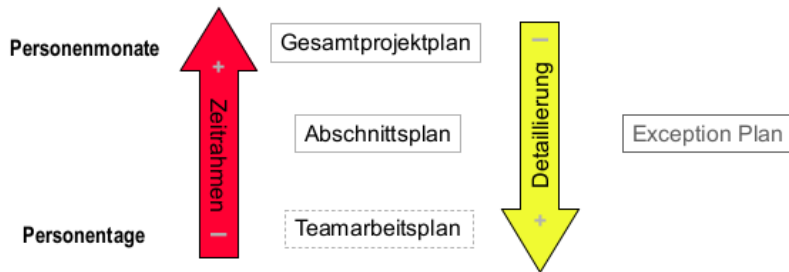 Personenmonate
+
Zeitrahmen
–
Gesamtprojektplan
Abschnittsplan
Teamarbeitsplan
–
Detaillierung
+
Exception Plan
Personentage